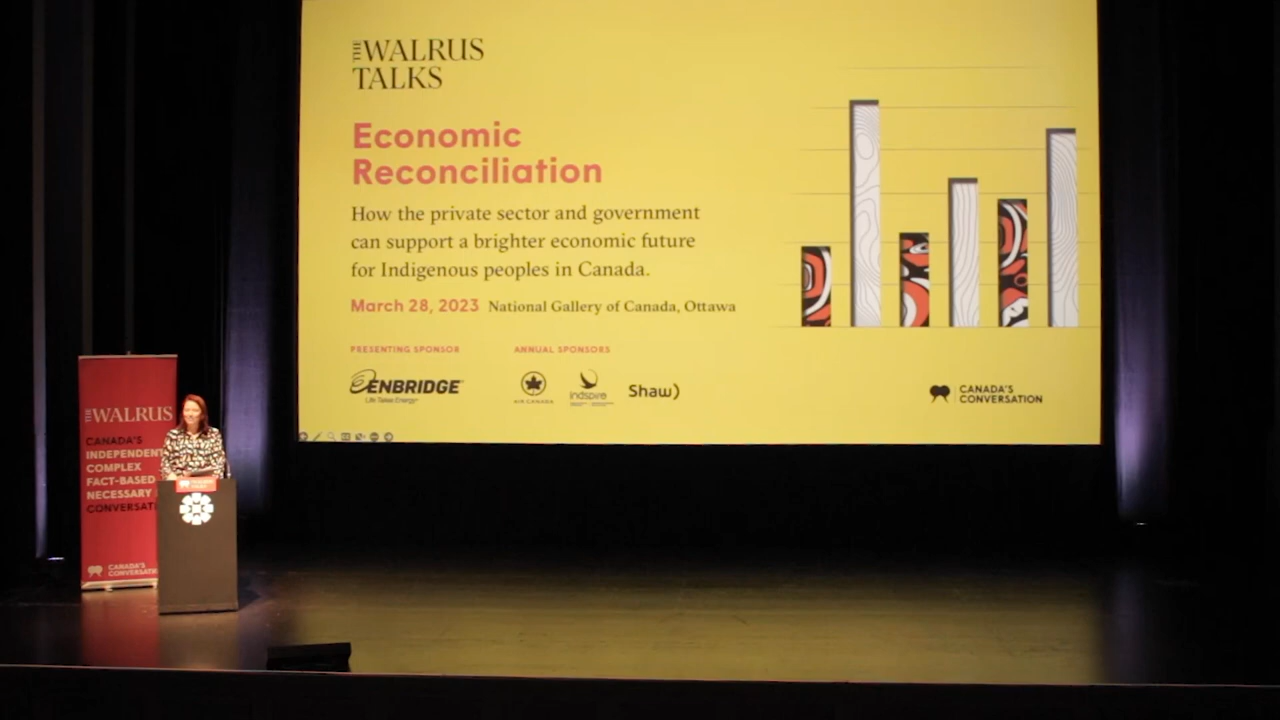 THE WALRUS
TALKS
Economic
Reconciliation
How the private sector and government
can support a brighter economic future
for Indigenous peoples in Canada.
March 28, 2023 National Gallery of Canada, Ottawa
PRESENTING SPONSOR
ANNUAL SPONSORS
ENBRIDGE
Life Takes Energy
AIR CANADA
indspire
Shaw)
CANADA'S
CONVERSATION
THE WALRUS
CANADA'S
INDEPENDENT
COMPLEX
FACT-BASED
NECESSARY
CONVERSATI
CANADA'S
CONVERSATIO